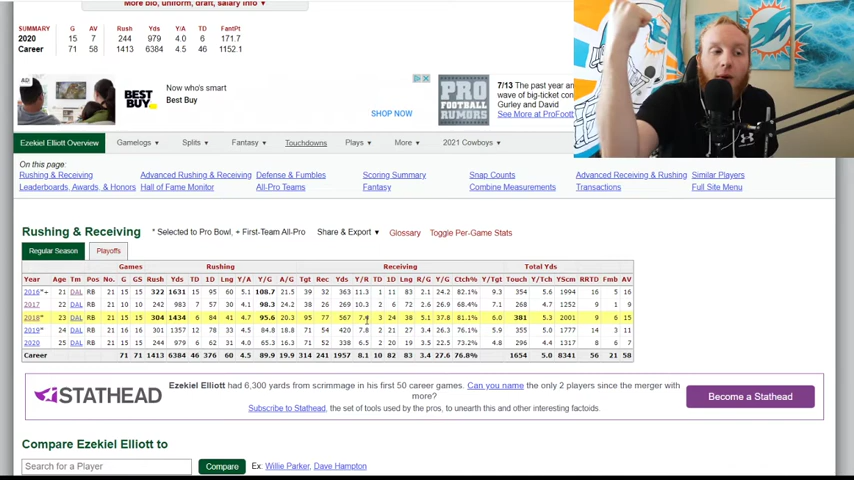 More bio, uniform, draft, salary info ▼
SUMMARY G AV Rush Yds Y/A TD FantPt
2020 15 7 244 979 4.0 6 171.7
Career 71 58 1413 6384 4.5 46 1152.1
AD
BEST BUY
Now who's smart
Best Buy
SHOP NOW
PRO FOOTBALL RUMORS
7/13 The past year an
wave of big-ticket con
Gurley and David
See More at ProFootb
Ezekiel Elliott Overview Gamelogs ▼ Splits ▼ Fantasy ▼ Touchdowns Plays ▼ More ▼ 2021 Cowboys ▼
On this page:
Rushing & Receiving Advanced Rushing & Receiving Defense & Fumbles Scoring Summary Snap Counts Advanced Rushing & Receiving Similar Players
Leaderboards, Awards, & Honors Hall of Fame Monitor All-Pro Teams Fantasy Combine Measurements Transactions Full Site Menu
Rushing & Receiving * Selected to Pro Bowl, + First-Team All-Pro Share & Export ▼ Glossary Toggle Per-Game Stats
Regular Season Playoffs
Games Rushing Receiving Total Yds
Year Age Tm Pos No. G GS Rush Yds TD 1D Lng Y/A Y/G A/G Tgt Rec Yds Y/R TD 1D Lng R/G Y/G Ctch% Y/Tgt Touch Y/Tch YScm RRTD Fmb AV
2016*+ 21 DAL RB 21 15 15 322 1631 15 95 60 5.1 108.7 21.5 39 32 363 11.3 1 11 83 2.1 24.2 82.1% 9.3 354 5.6 1994 16 5 16
2017 22 DAL RB 21 10 10 242 983 7 57 30 4.1 98.3 24.2 38 26 269 10.3 2 6 72 2.6 26.9 68.4% 7.1 268 4.7 1252 9 1 9
2018* 23 DAL RB 21 15 15 304 1434 6 84 41 4.7 95.6 20.3 95 77 567 7. 3 24 38 5.1 37.8 81.1% 6.0 381 5.3 2001 9 6 15
2019* 24 DAL RB 21 16 16 301 1357 12 78 33 4.5 84.8 18.8 71 54 420 7.8 2 21 27 3.4 26.3 76.1% 5.9 355 5.0 1777 14 3 11
2020 25 DAL RB 21 15 15 244 979 6 62 31 4.0 65.3 16.3 71 52 338 6.5 2 20 19 3.5 22.5 73.2% 4.8 296 4.4 1317 8 6 7
Career 71 71 1413 6384 46 376 60 4.5 89.9 19.9 314 241 1957 8.1 10 82 83 3.4 27.6 76.8% 1654 5.0 8341 56 21 58
STATHEAD
Ezekiel Elliott had 6,300 yards from scrimmage in his first 50 career games. Can you name the only 2 players since the merger with
more?
Subscribe to Stathead, the set of tools used by the pros, to unearth this and other interesting factoids.
Become a Stathead
Compare Ezekiel Elliott to
Search for a Player Compare Ex: Willie Parker, Dave Hampton